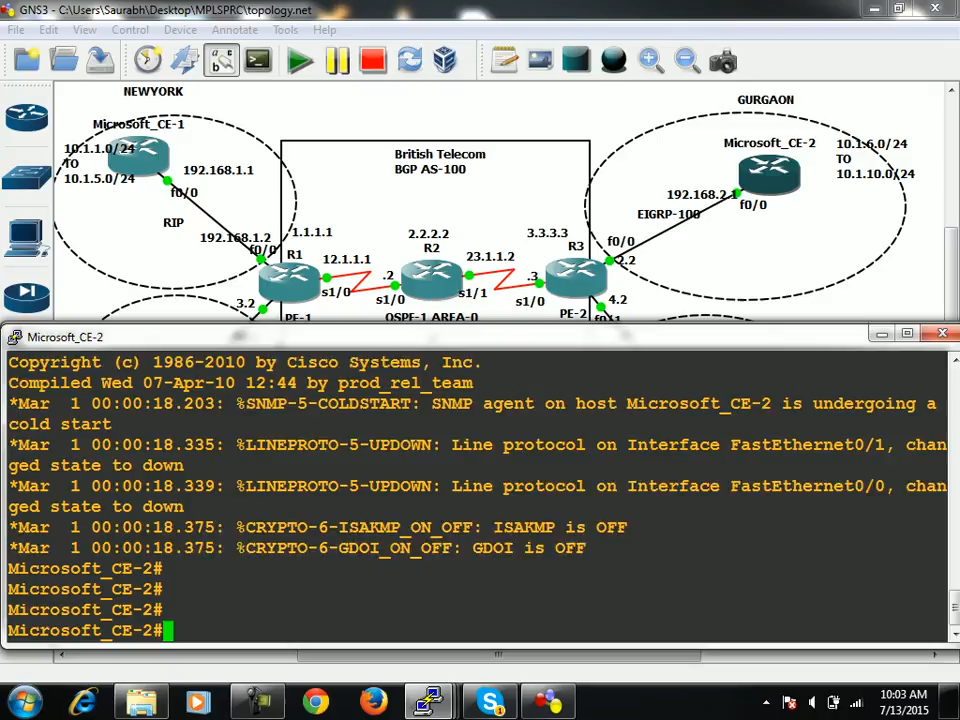 GNS3 - C:\Users\Saurabh\Desktop\MPLSPRC\topology.net
File Edit View Control Device Annotate Tools Help
NEWYORK
Microsoft_CE-1
10.1.1.0/24
TO
10.1.5.0/24
192.168.1.1
f0/0
RIP
192.168.1.2
f0/0
1.1.1.1
R1
3.2
PE-1
British Telecom
BGP AS-100
12.1.1.1
s1/0
.2
s1/0
2.2.2.2
R2
23.1.1.2
s1/1
.3
s1/0
OSPF-1 AREA-0
3.3.3.3
R3
PE-2
f0/0
2.2
4.2
GURGAON
Microsoft_CE-2
10.1.6.0/24
TO
10.1.10.0/24
192.168.2.1
f0/0
EIGRP-100
Microsoft_CE-2
Copyright (c) 1986-2010 by Cisco Systems, Inc.
Compiled Wed 07-Apr-10 12:44 by prod_rel_team
*Mar  1 00:00:18.203: %SNMP-5-COLDSTART: SNMP agent on host Microsoft_CE-2 is undergoing a
cold start
*Mar  1 00:00:18.335: %LINEPROTO-5-UPDOWN: Line protocol on Interface FastEthernet0/1, chan
ged state to down
*Mar  1 00:00:18.339: %LINEPROTO-5-UPDOWN: Line protocol on Interface FastEthernet0/0, chan
ged state to down
*Mar  1 00:00:18.375: %CRYPTO-6-ISAKMP_ON_OFF: ISAKMP is OFF
*Mar  1 00:00:18.375: %CRYPTO-6-GDOI_ON_OFF: GDOI is OFF
Microsoft_CE-2#
Microsoft_CE-2#
Microsoft_CE-2#
Microsoft_CE-2#
10:03 AM
7/13/2015